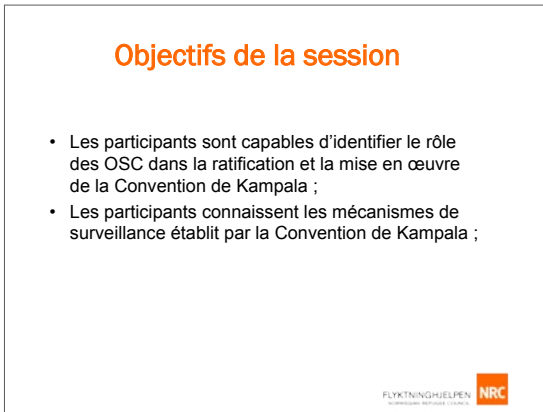 Objectifs de la session
• Les participants sont capables d'identifier le rôle
des OSC dans la ratification et la mise en œuvre
de la Convention de Kampala ;
• Les participants connaissent les mécanismes de
surveillance établit par la Convention de Kampala ;
FLYKTNINGHJELPEN NRC
NORWEGIAN REFUGEE COUNCIL